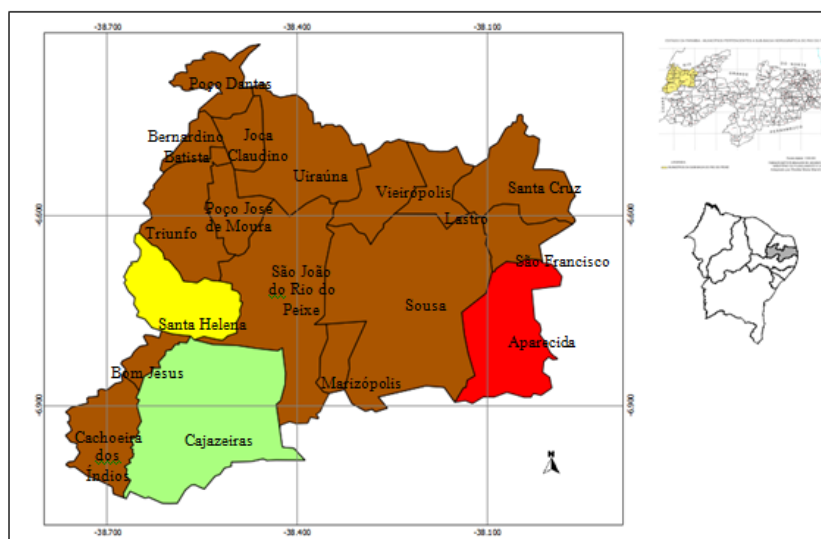 -38.700
-38.400
-38.100
Poço Dantas
Bernardino
Batista
Joca
Claudino
Uiraúna
Vieirópolis
Santa Cruz
Poço José
de Moura
Lastro
-6.600
-6.600
Triunfo
São Francisco
São João
do Rio do
Peixe
Sousa
Santa Helena
Aparecida
Bom Jesus
Marizópolis
-6.900
-6.900
Cachoeira
dos
Índios
Cajazeiras
N
-38.700
-38.400
-38.100